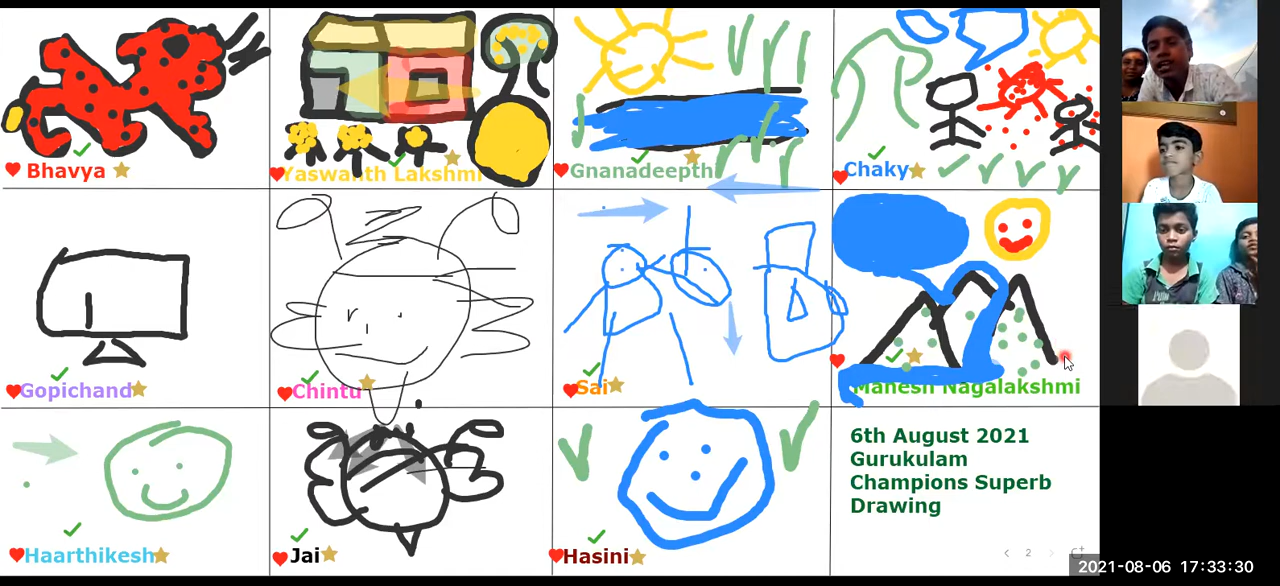 Bhavya
Yaswanth Lakshmi
Gnanadeepth
Chaky
Gopichand
Chintu
Sai
Mahesh Nagalakshmi
Haarthikesh
Jai
Hasini
6th August 2021
Gurukulam
Champions Superb
Drawing
2
2021-08-06 17:33:30